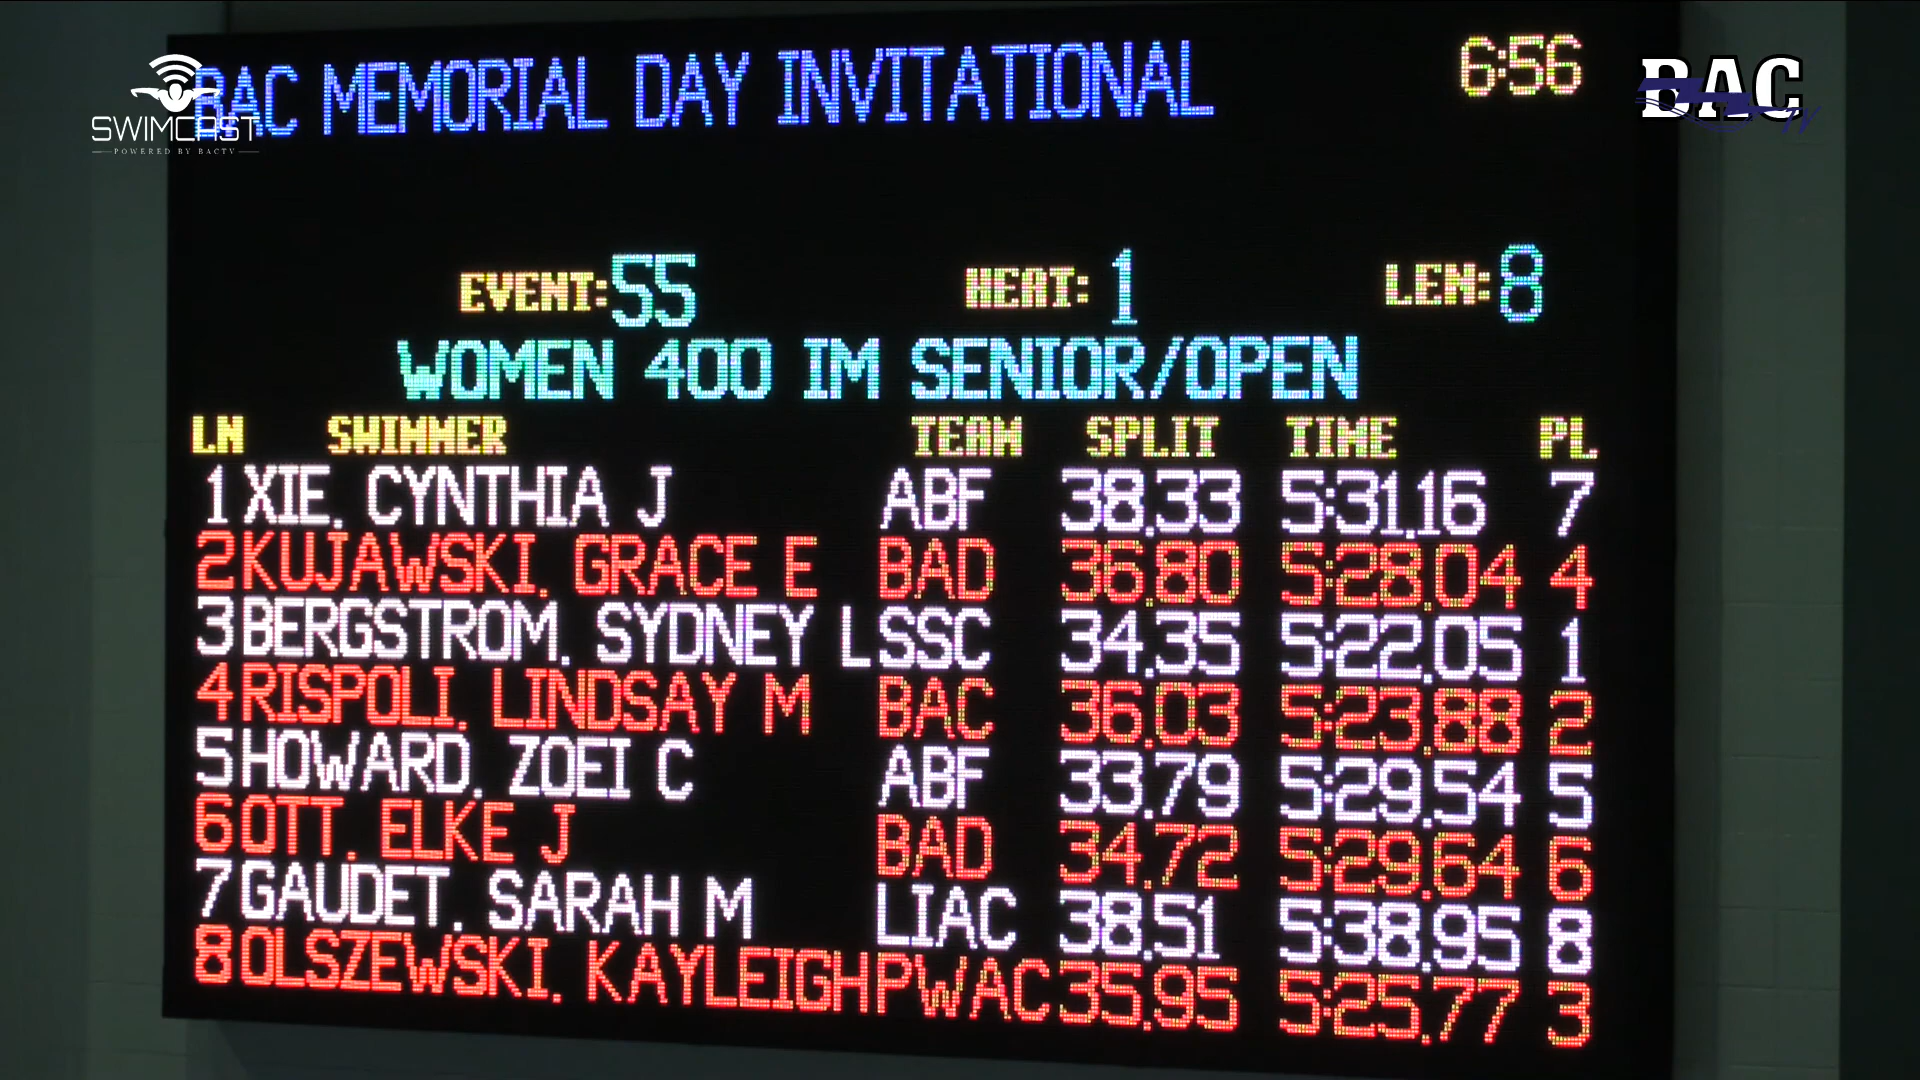 BAC MEMORIAL DAY INVITATIONAL 6:56
SWIMCAST
POWERED BY BACTV
BAC TV
EVENT:55 HEAT: 1 LEN:8
WOMEN 400 IM SENIOR/OPEN
LN SWIMMER TEAM SPLIT TIME PL
1 XIE, CYNTHIA J ABF 38.33 5:31.16 7
2 KUJAWSKI, GRACE E BAD 36.80 5:28.04 4
3 BERGSTROM, SYDNEY L SSC 34.35 5:22.05 1
4 RISPOLI, LINDSAY M BAC 36.03 5:23.88 2
5 HOWARD, ZOEI C ABF 33.79 5:29.54 5
6 OTT, ELKE J BAD 34.72 5:29.64 6
7 GAUDET, SARAH M LIAC 38.51 5:38.95 8
8 OLSZEWSKI, KAYLEIGH PWAC 35.95 5:25.77 3